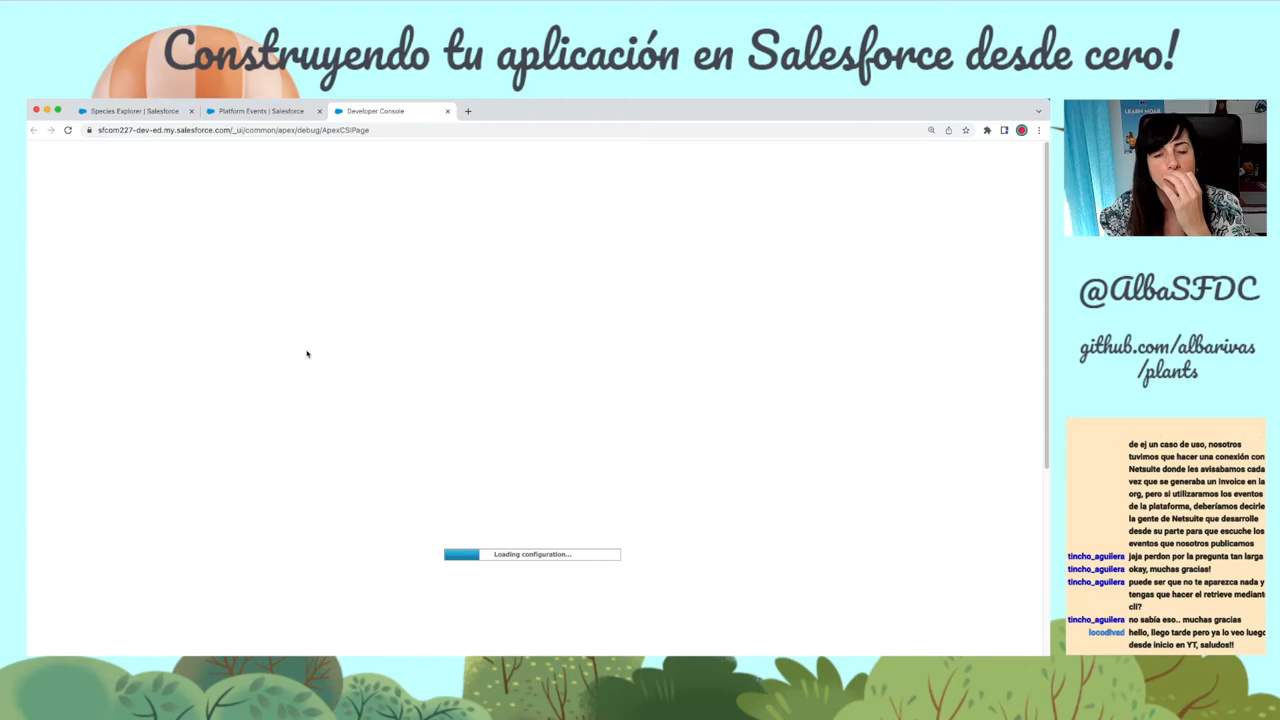 Construyendo tu aplicación en Salesforce desde cero!
Species Explorer | Salesforce
Platform Events | Salesforce
Developer Console
sfcom227-dev-ed.my.salesforce.com/_ui/common/apex/debug/ApexCSIPage
Loading configuration...
LEARN MOAR
@AlbaSFDC
github.com/albarivas
/plants
de ej un caso de uso, nosotros
tuvimos que hacer una conexión con
Netsuite donde les avisabamos cada
vez que se generaba un Invoice en la
org, pero si utilizaramos los eventos
de la plataforma, deberíamos decirle
la gente de Netsuite que desarrolle
desde su parte para que escuche los
eventos que nosotros publicamos
tincho_aguilera jaja perdon por la pregunta tan larga
tincho_aguilera okay, muchas gracias!
tincho_aguilera puede ser que no te aparezca nada y
tengas que hacer el retrieve mediant
cli?
tincho_aguilera no sabía eso.. muchas gracias
locodived hello, llego tarde pero ya lo veo lueg
desde inicio en YT, saludos!!